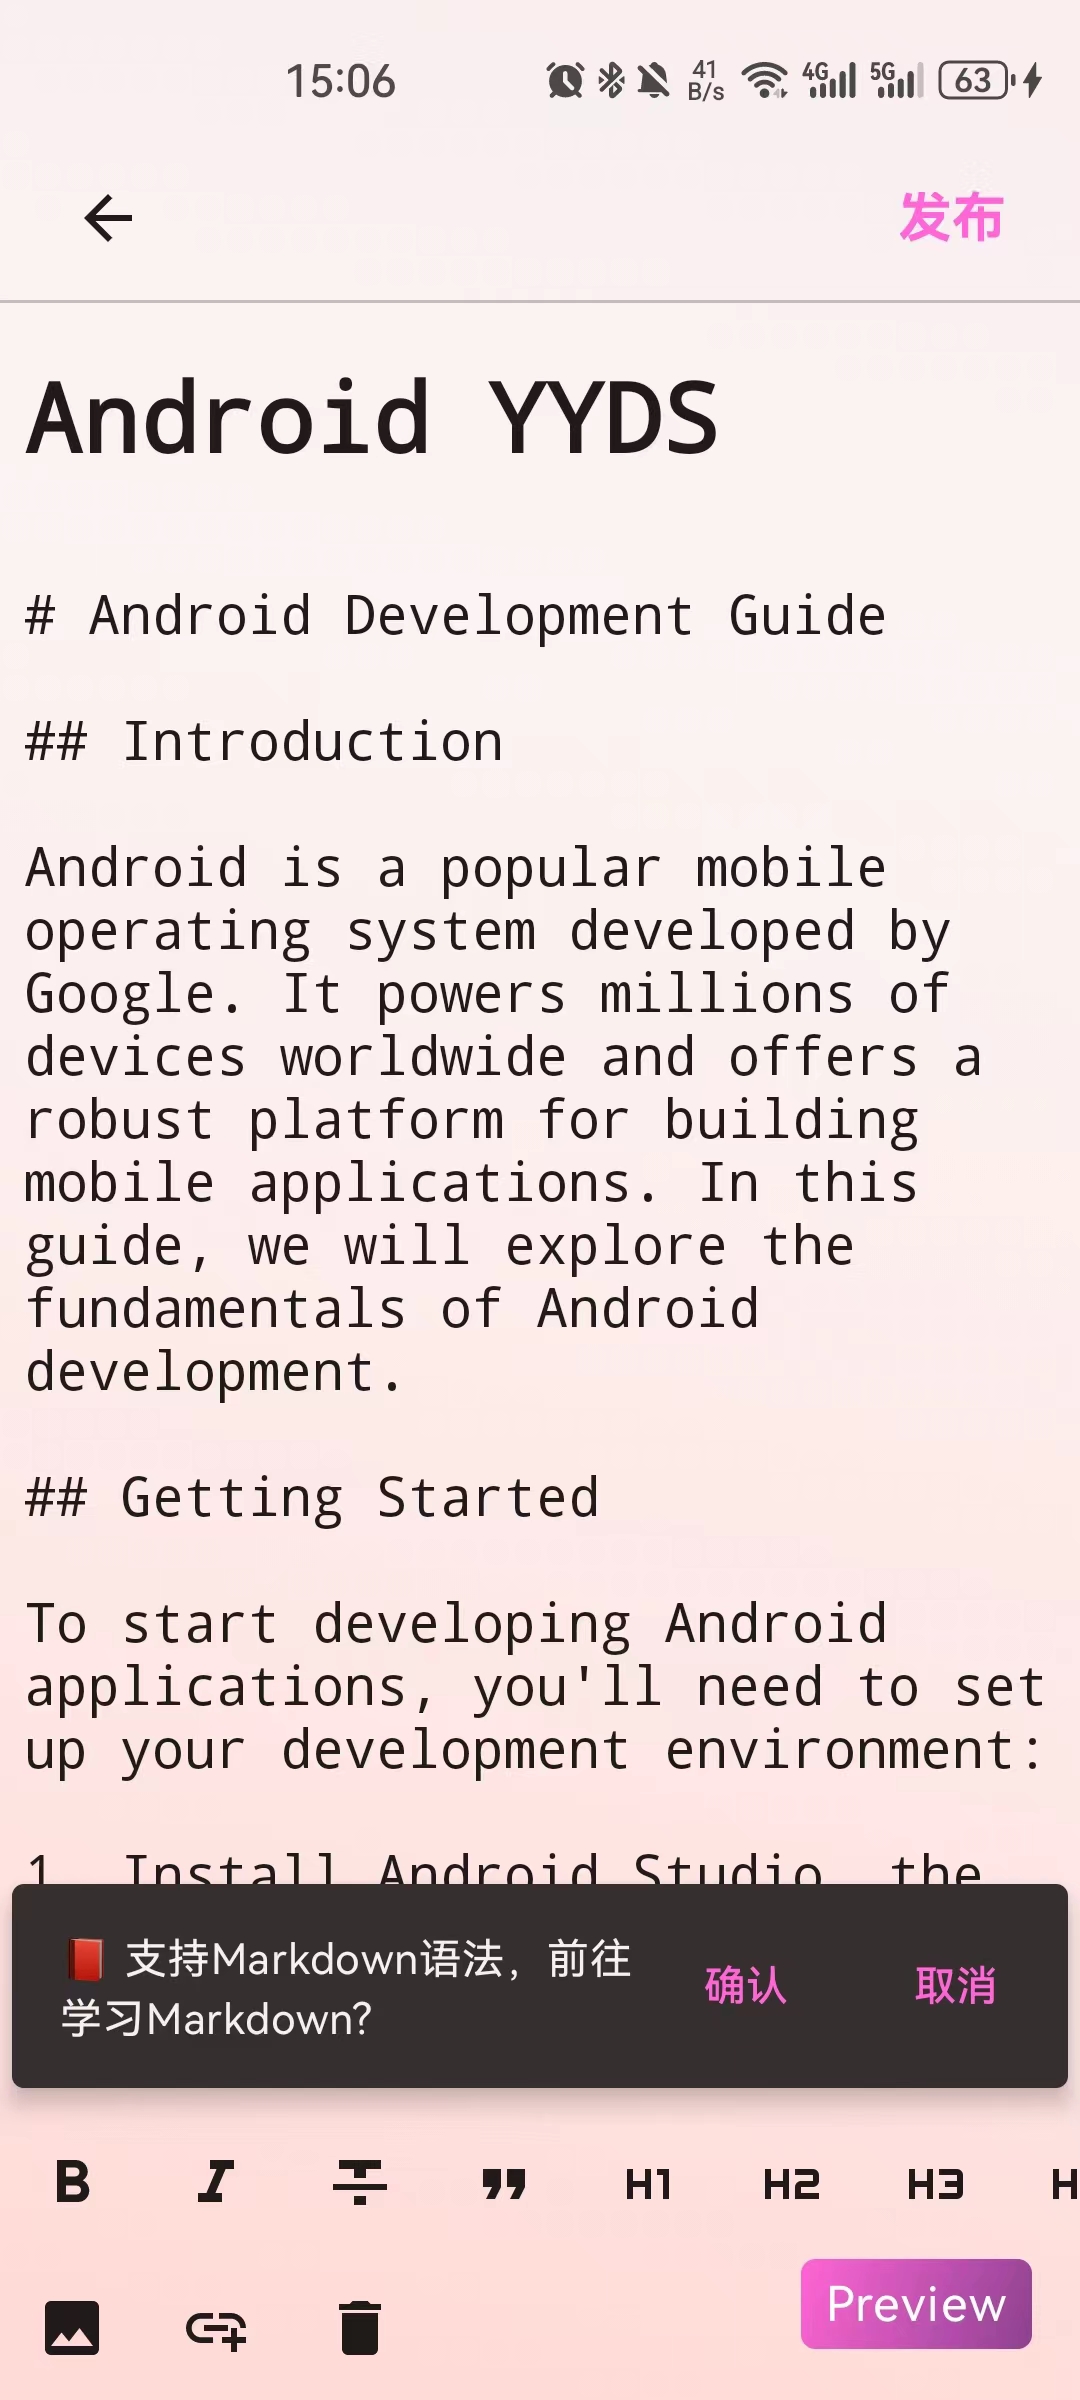 15:06
41
B/s
4G
5G
63
发布
Android YYDS
# Android Development Guide
## Introduction
Android is a popular mobile
operating system developed by
Google. It powers millions of
devices worldwide and offers a
robust platform for building
mobile applications. In this
guide, we will explore the
fundamentals of Android
development.
## Getting Started
To start developing Android
applications, you'll need to set
up your development environment:
1. Install Android Studio, the
📕 支持Markdown语法，前往
学习Markdown?
确认
取消
B I T H1 H2 H3 H
Preview